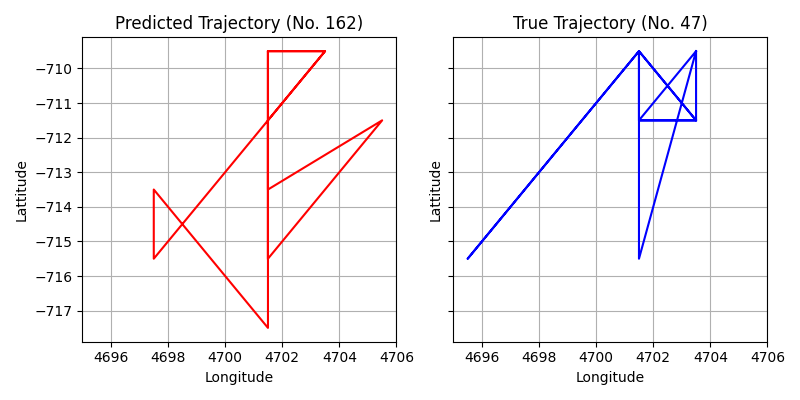 Predicted Trajectory (No. 162)
True Trajectory (No. 47)
Lattitude
−710
−711
−712
−713
−714
−715
−716
−717
4696 4698 4700 4702 4704 4706
Longitude
Lattitude
4696 4698 4700 4702 4704 4706
Longitude